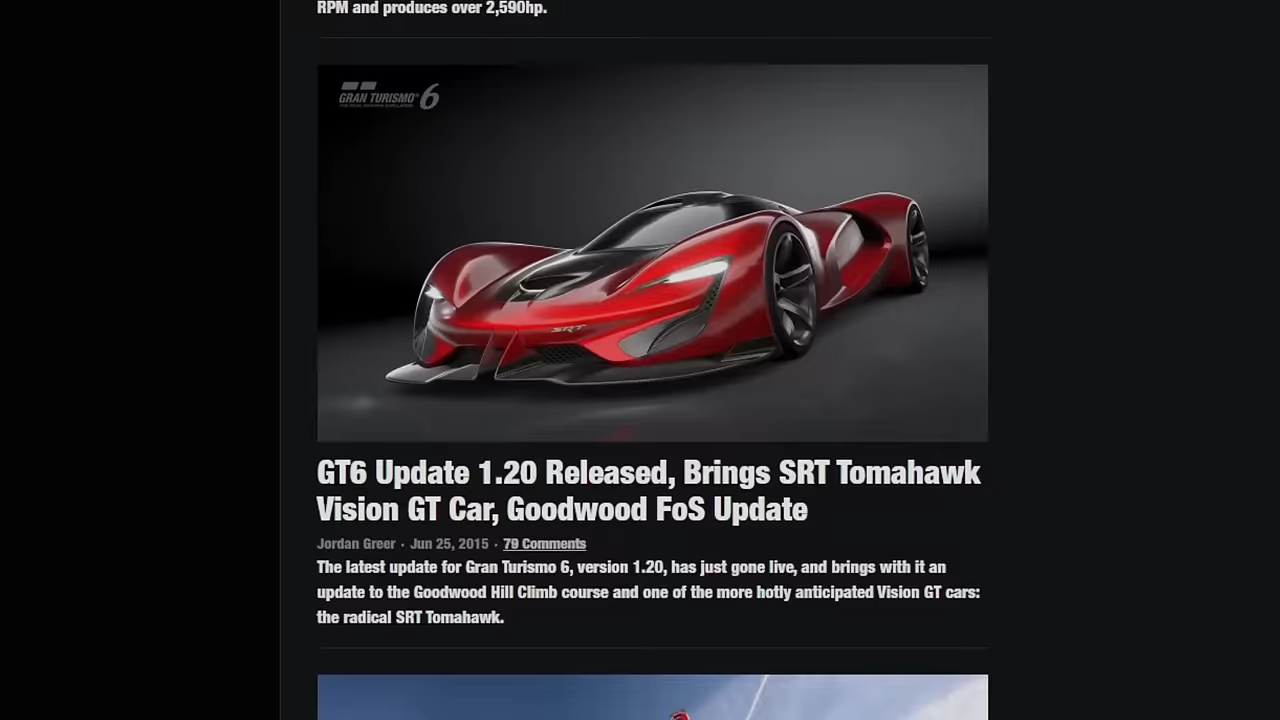 RPM and produces over 2,590hp.
GRAN TURISMO 6
SRT
GT6 Update 1.20 Released, Brings SRT Tomahawk
Vision GT Car, Goodwood FoS Update
Jordan Greer · Jun 25, 2015 · 79 Comments
The latest update for Gran Turismo 6, version 1.20, has just gone live, and brings with it an
update to the Goodwood Hill Climb course and one of the more hotly anticipated Vision GT cars:
the radical SRT Tomahawk.